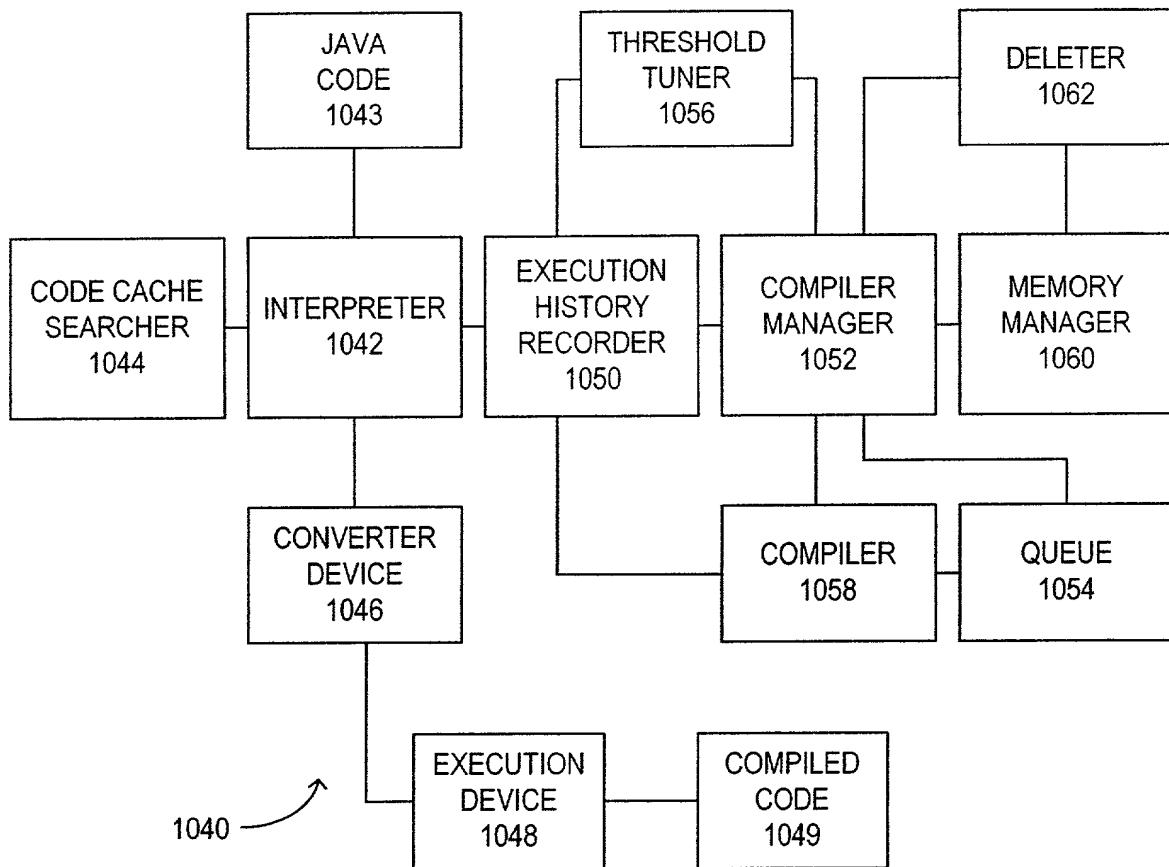 JAVA
CODE
1043
THRESHOLD
TUNER
1056
DELETER
1062
CODE CACHE
SEARCHER
1044
INTERPRETER
1042
EXECUTION
HISTORY
RECORDER
1050
COMPILER
MANAGER
1052
MEMORY
MANAGER
1060
CONVERTER
DEVICE
1046
COMPILER
1058
QUEUE
1054
EXECUTION
DEVICE
1048
COMPILED
CODE
1049
1040